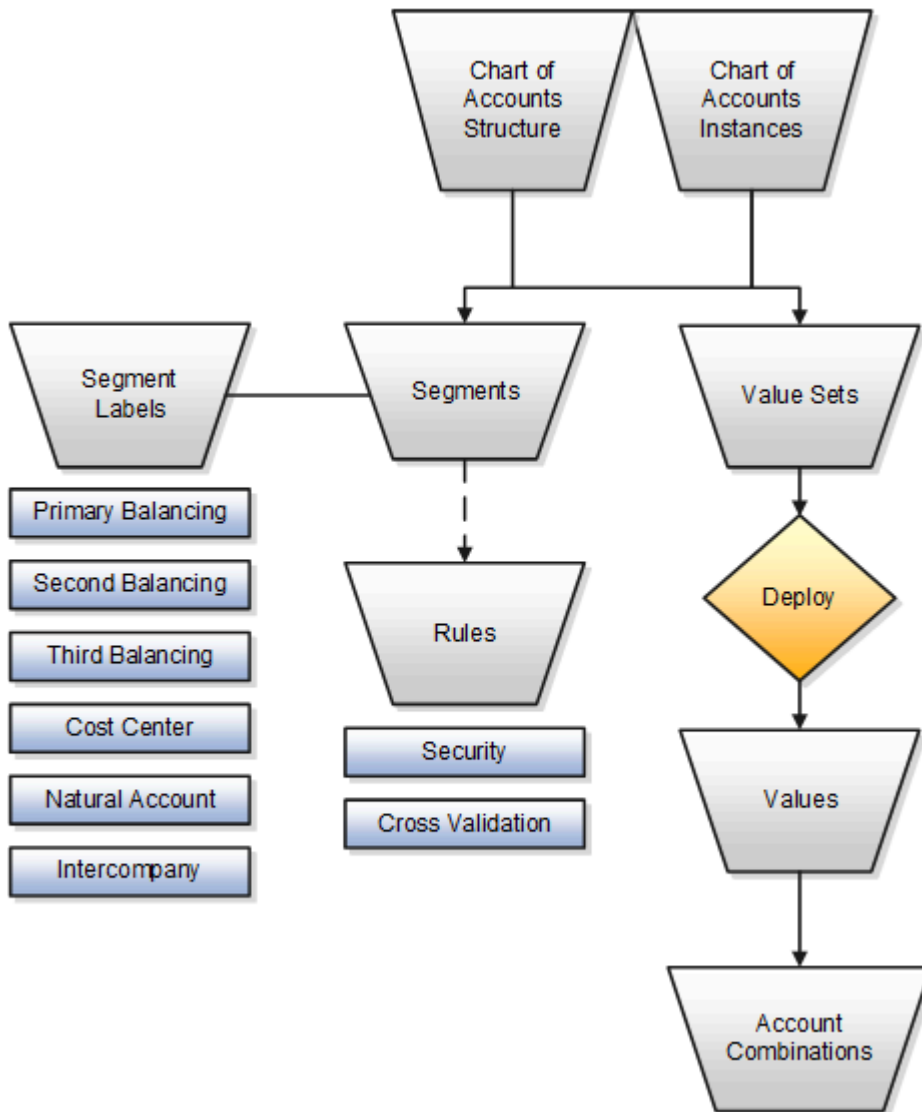 Chart of
Accounts
Structure
Chart of
Accounts
Instances
Segment
Labels
Segments
Value Sets
Primary Balancing
Second Balancing
Third Balancing
Cost Center
Natural Account
Intercompany
Rules
Security
Cross Validation
Deploy
Values
Account
Combinations